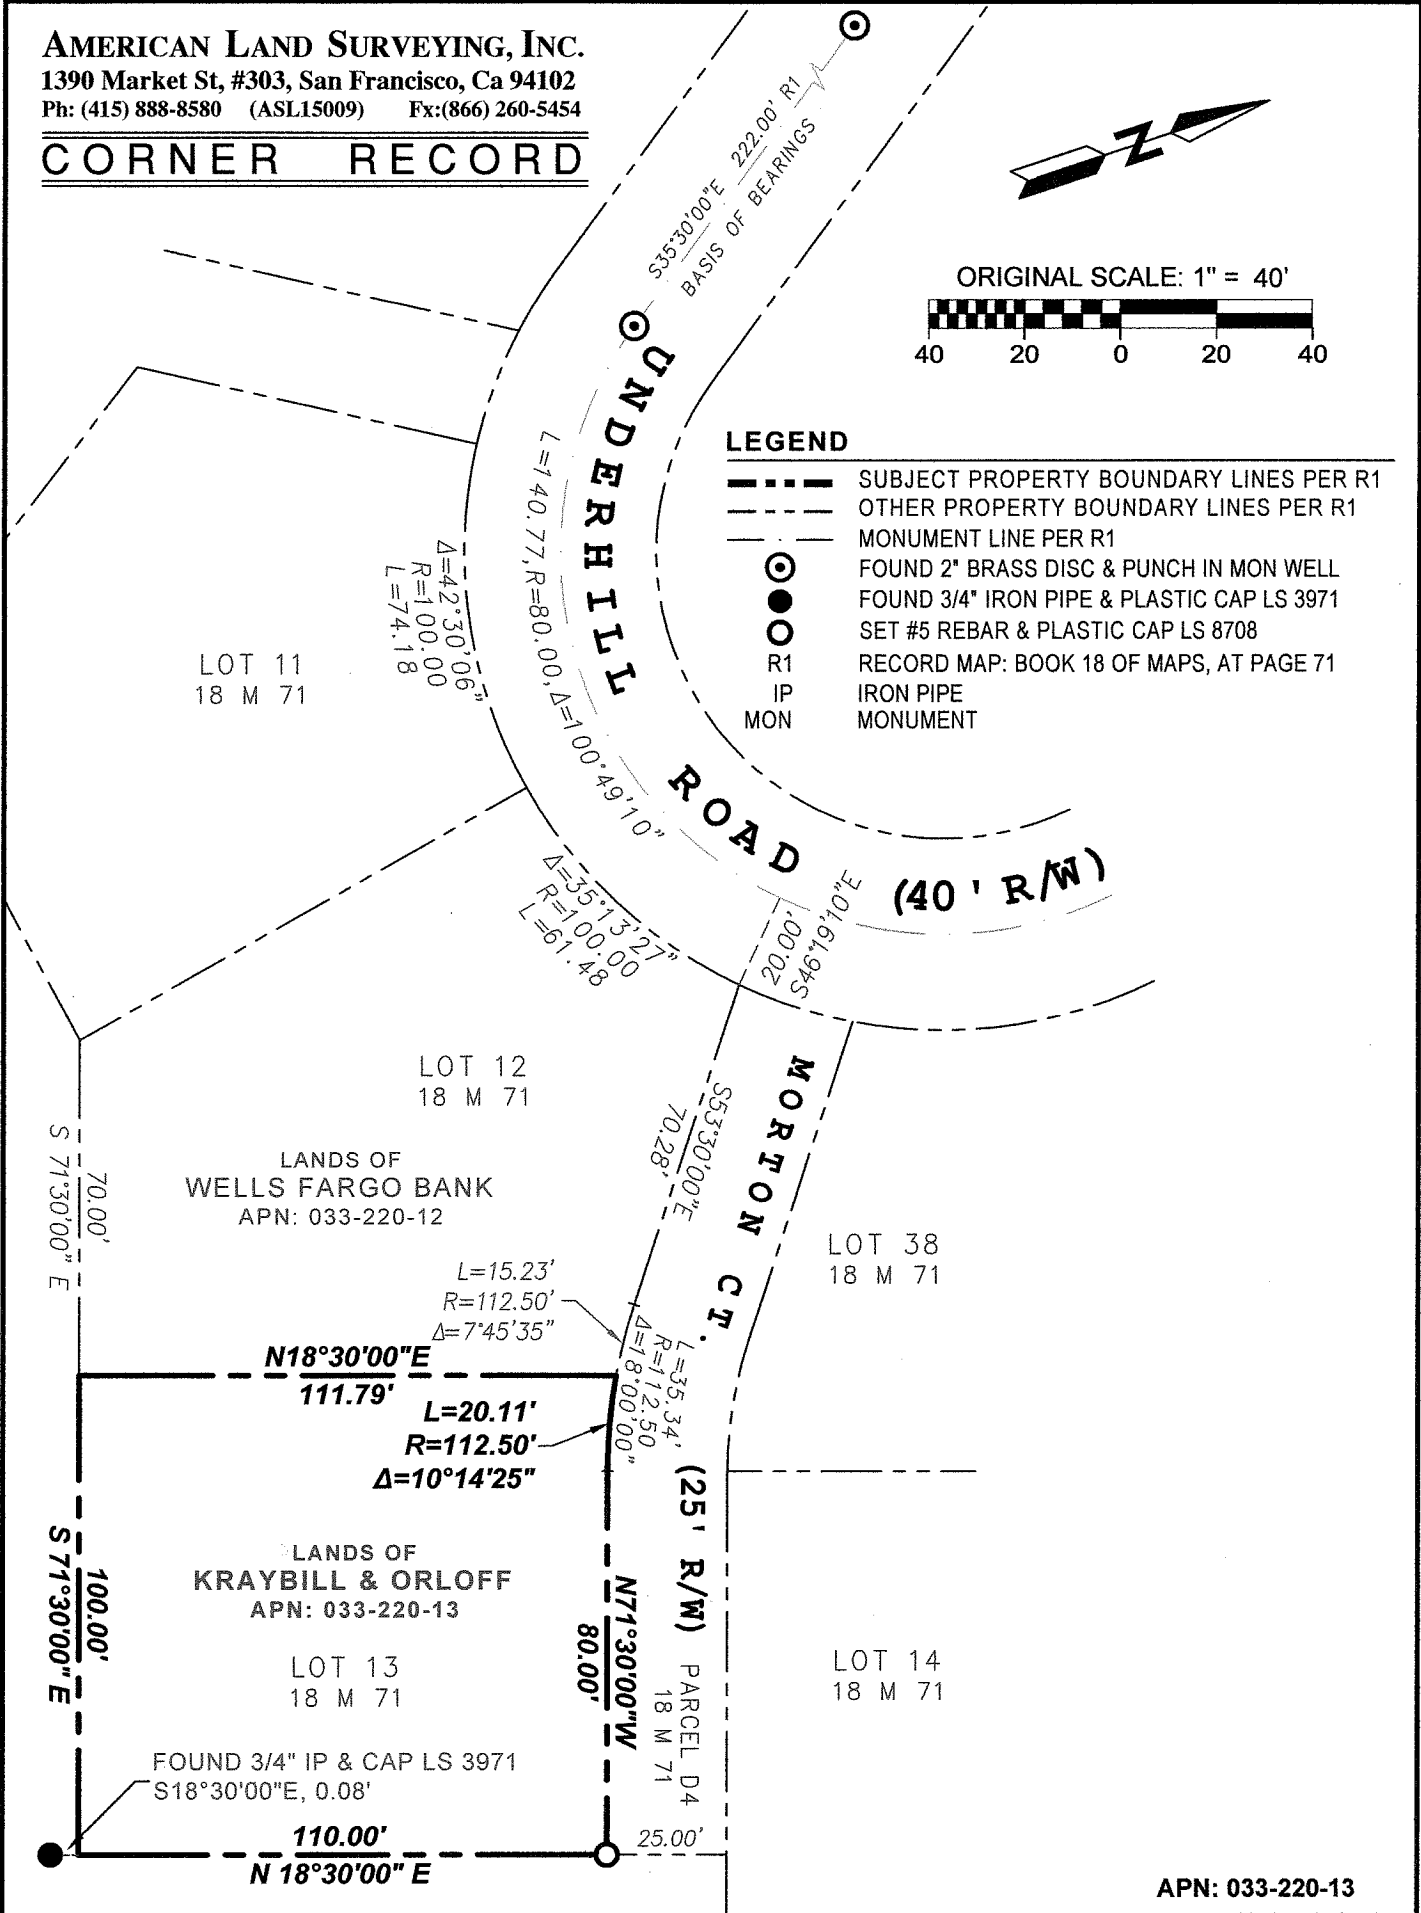 AMERICAN LAND SURVEYING, INC.
1390 Market St, #303, San Francisco, Ca 94102
Ph: (415) 888-8580 (ASL15009) Fx:(866) 260-5454
CORNER RECORD
S35°30'00"E 222.00' R1
BASIS OF BEARINGS
N
ORIGINAL SCALE: 1" = 40'
40 20 0 20 40
LEGEND
SUBJECT PROPERTY BOUNDARY LINES PER R1
OTHER PROPERTY BOUNDARY LINES PER R1
MONUMENT LINE PER R1
FOUND 2" BRASS DISC & PUNCH IN MON WELL
FOUND 3/4" IRON PIPE & PLASTIC CAP LS 3971
SET #5 REBAR & PLASTIC CAP LS 8708
R1 RECORD MAP: BOOK 18 OF MAPS, AT PAGE 71
IP IRON PIPE
MON MONUMENT
UNDERHILL ROAD (40' R/W)
L=140.77, R=80.00, Δ=100°49'10"
Δ=42°30'06"
R=100.00
L=74.18
LOT 11
18 M 71
Δ=35°13'27"
R=100.00
L=61.48
20.00'
S46°19'10"E
LOT 12
18 M 71
LANDS OF
WELLS FARGO BANK
APN: 033-220-12
70.00'
S 71°30'00" E
S53°30'00"E
70.28'
MORTON CT.
(25' R/W)
LOT 38
18 M 71
L=15.23'
R=112.50'
Δ=7°45'35"
L=35.34'
R=112.50
Δ=18°00'00"
N18°30'00"E
111.79'
L=20.11'
R=112.50'
Δ=10°14'25"
100.00'
S 71°30'00" E
LANDS OF
KRAYBILL & ORLOFF
APN: 033-220-13
LOT 13
18 M 71
N71°30'00"W
80.00'
PARCEL D4
18 M 71
LOT 14
18 M 71
FOUND 3/4" IP & CAP LS 3971
S18°30'00"E, 0.08'
110.00'
N 18°30'00" E
25.00'
APN: 033-220-13